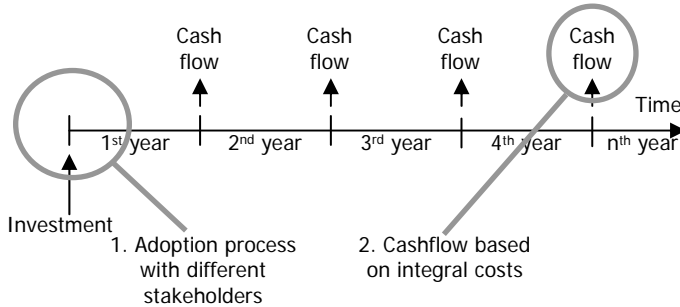 Cash
flow
Cash
flow
Cash
flow
Cash
flow
Time
1st year
2nd year
3rd year
4th year
nth year
Investment
1. Adoption process
with different
stakeholders
2. Cashflow based
on integral costs